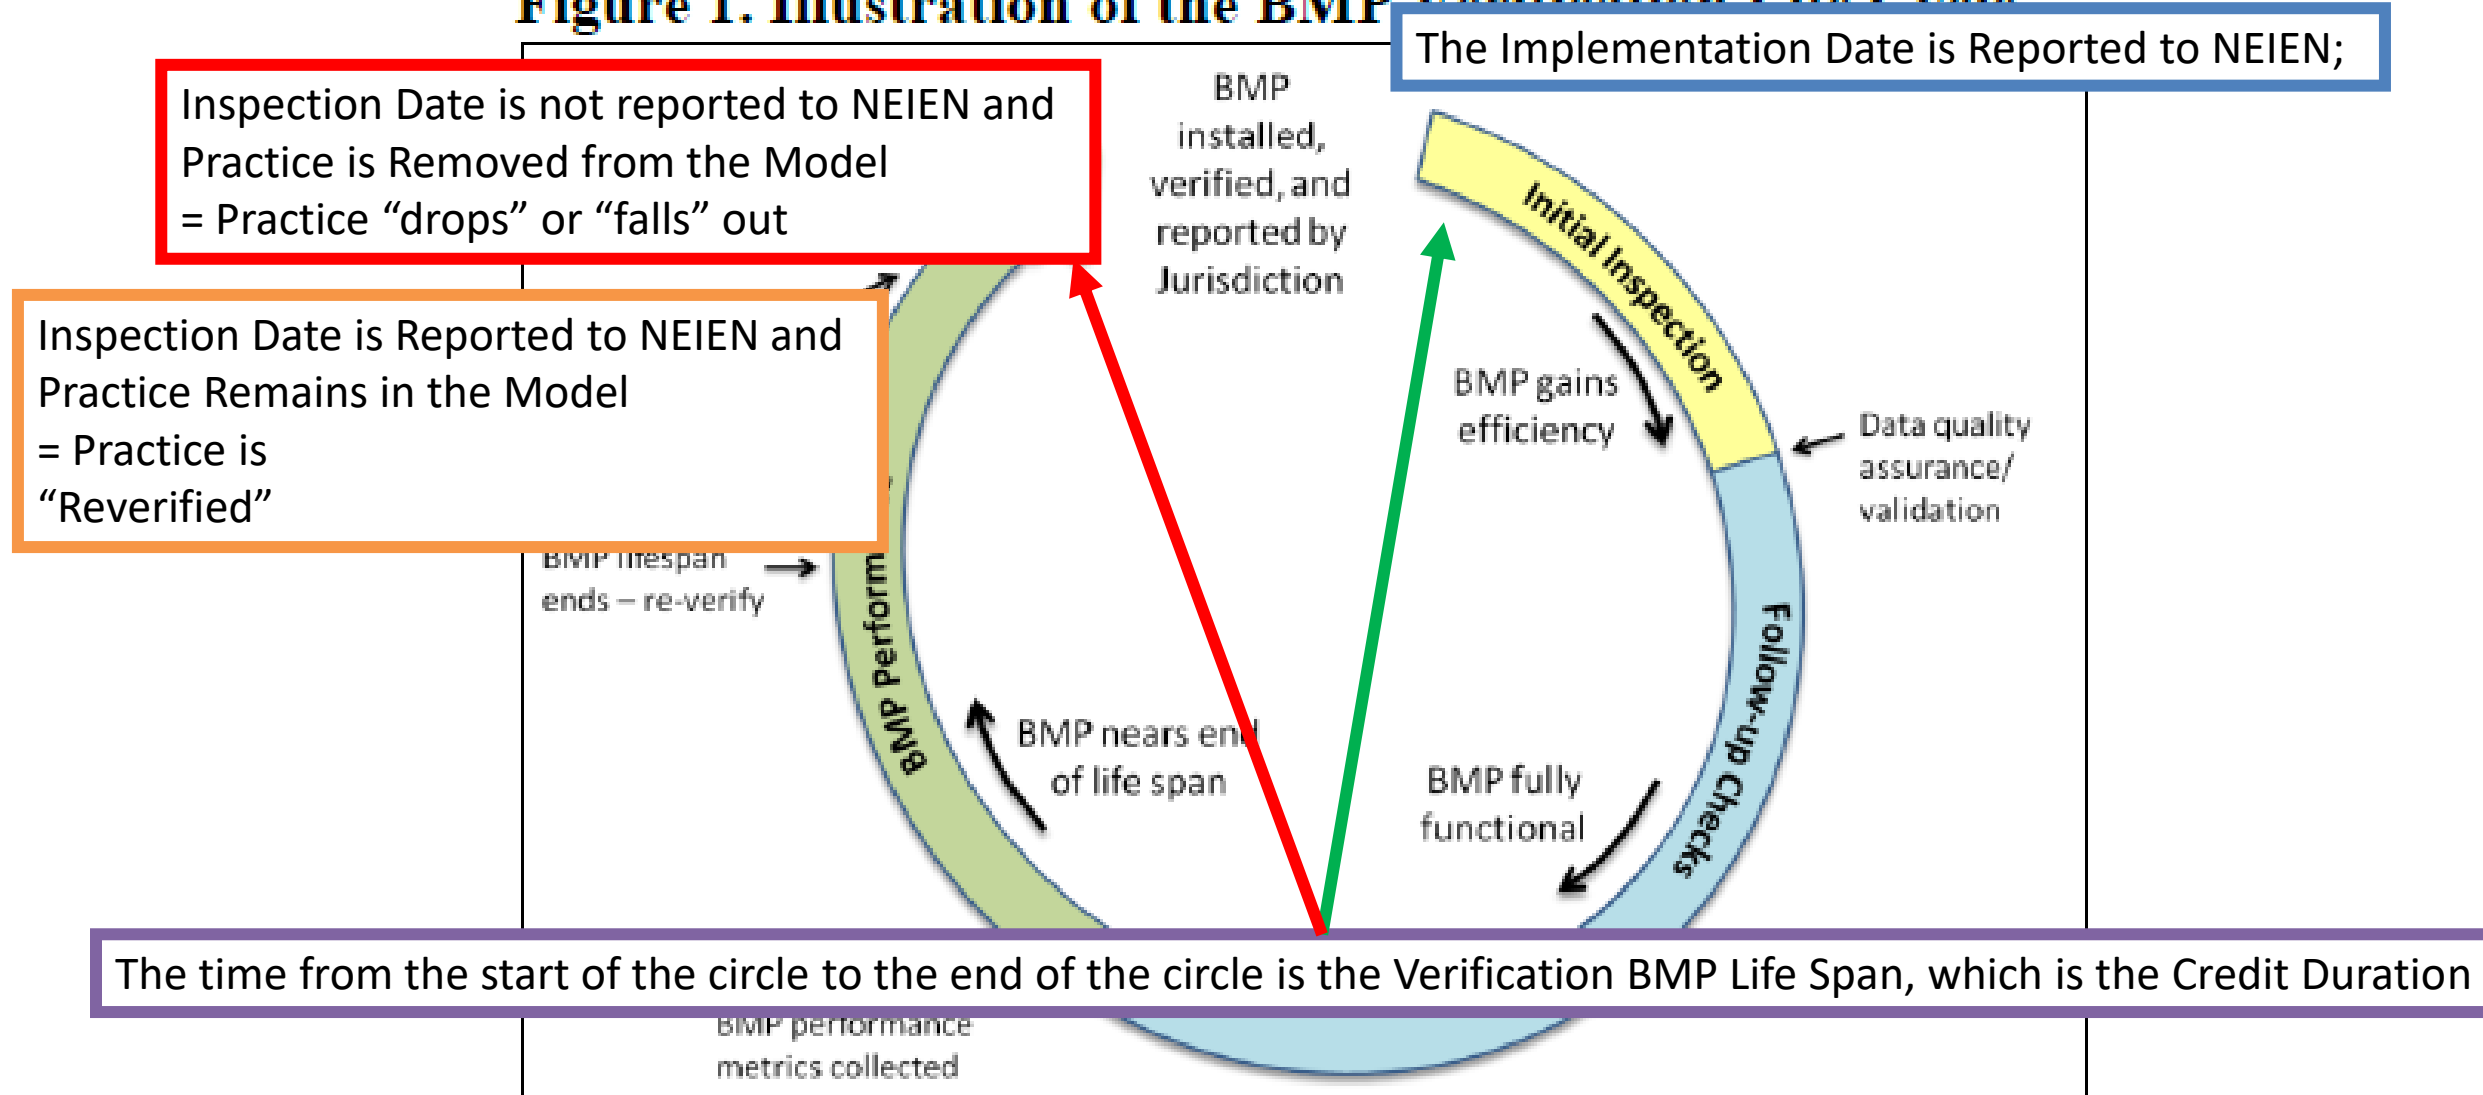 Figure 1. Illustration of the BMP
The Implementation Date is Reported to NEIEN;
Inspection Date is not reported to NEIEN and
Practice is Removed from the Model
= Practice “drops” or “falls” out
BMP
installed,
verified, and
reported by
Jurisdiction
Initial Inspection
Inspection Date is Reported to NEIEN and
Practice Remains in the Model
= Practice is
“Reverified”
BMP gains
efficiency
Data quality
assurance/
validation
BMP lifespan
ends – re-verify
BMP Perform
Follow-up Checks
BMP nears end
of life span
BMP fully
functional
The time from the start of the circle to the end of the circle is the Verification BMP Life Span, which is the Credit Duration
BMP performance
metrics collected